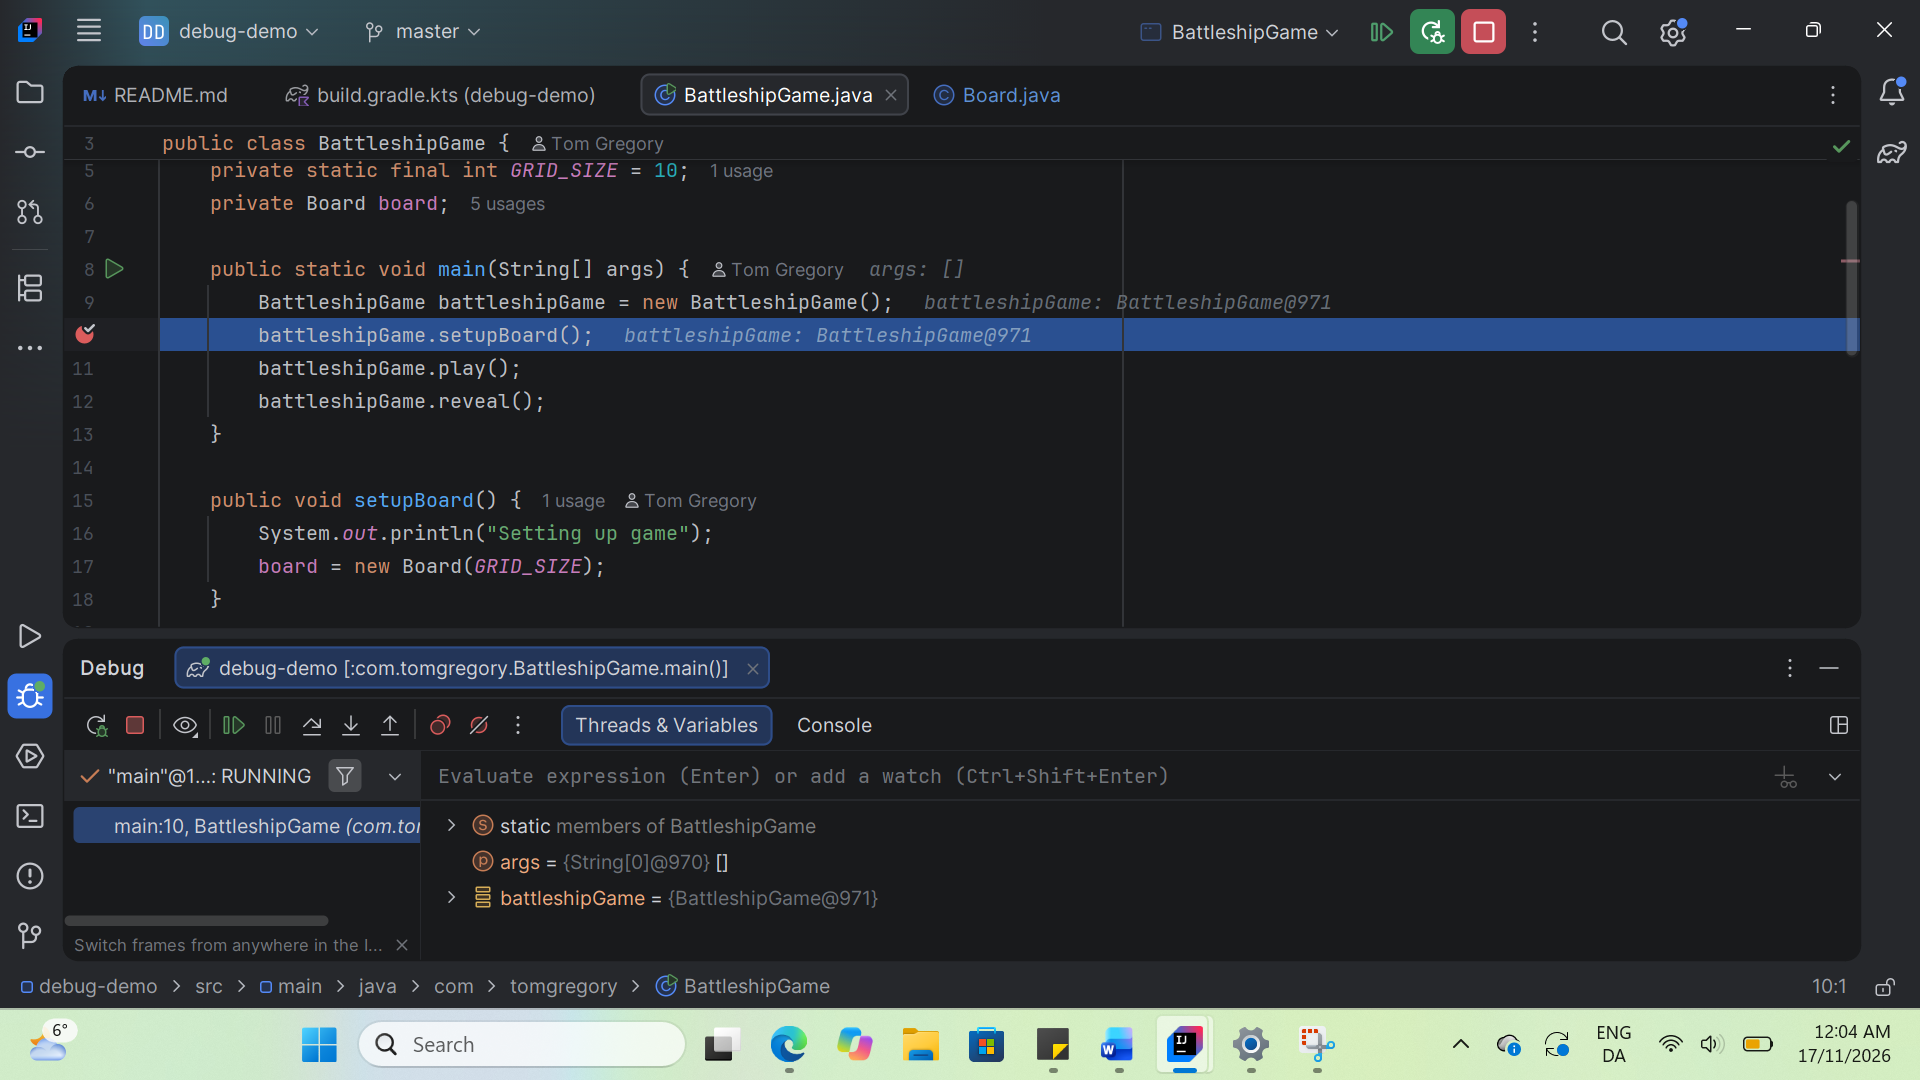 DD debug-demo master BattleshipGame
README.md build.gradle.kts (debug-demo) BattleshipGame.java Board.java
3 public class BattleshipGame { Tom Gregory
5 private static final int GRID_SIZE = 10; 1 usage
6 private Board board; 5 usages
7
8 public static void main(String[] args) { Tom Gregory args: []
9 BattleshipGame battleshipGame = new BattleshipGame(); battleshipGame: BattleshipGame@971
battleshipGame.setupBoard(); battleshipGame: BattleshipGame@971
11 battleshipGame.play();
12 battleshipGame.reveal();
13 }
14
15 public void setupBoard() { 1 usage Tom Gregory
16 System.out.println("Setting up game");
17 board = new Board(GRID_SIZE);
18 }
Debug debug-demo [:com.tomgregory.BattleshipGame.main()]
Threads & Variables Console
"main"@1...: RUNNING Evaluate expression (Enter) or add a watch (Ctrl+Shift+Enter)
main:10, BattleshipGame (com.tom
static members of BattleshipGame
args = {String[0]@970} []
battleshipGame = {BattleshipGame@971}
Switch frames from anywhere in the I...
debug-demo > src > main > java > com > tomgregory > BattleshipGame 10:1
6° Search ENG DA 12:04 AM 17/11/2026